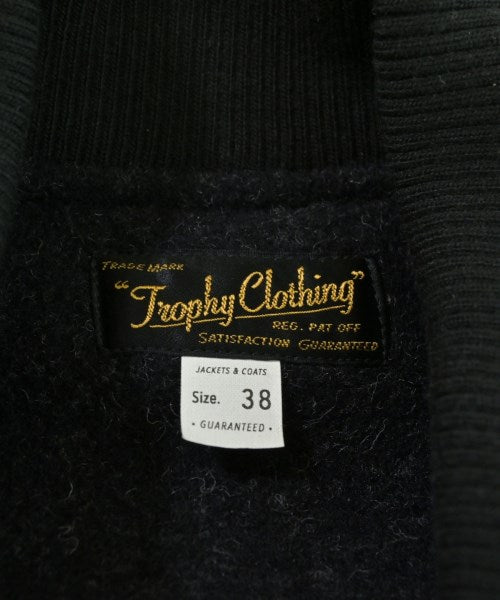 TRADE MARK
"Trophy Clothing"
REG. PAT OFF
SATISFACTION GUARANTEED
JACKETS & COATS
Size. 38
• GUARANTEED •